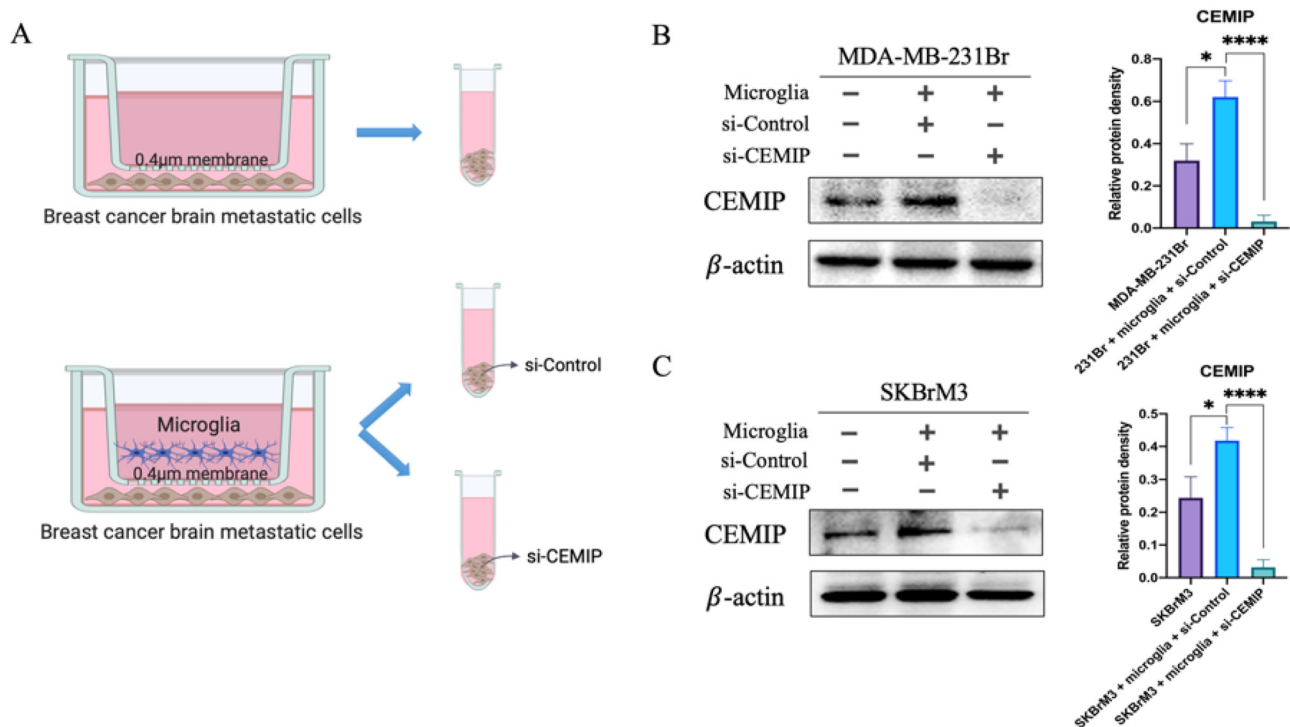 A
0.4µm membrane
Breast cancer brain metastatic cells
Microglia
0.4µm membrane
Breast cancer brain metastatic cells
si-Control
si-CEMIP
B
MDA-MB-231Br
Microglia − + +
si-Control − + −
si-CEMIP − − +
CEMIP
β-actin
CEMIP
* ****
Relative protein density
0.8
0.6
0.4
0.2
0.0
MDA-MB-231Br
231Br + microglia + si-Control
231Br + microglia + si-CEMIP
C
SKBrM3
Microglia − + +
si-Control − + −
si-CEMIP − − +
CEMIP
β-actin
CEMIP
* ****
Relative protein density
0.5
0.4
0.3
0.2
0.1
0.0
SKBrM3
SKBrM3 + microglia + si-Control
SKBrM3 + microglia + si-CEMIP